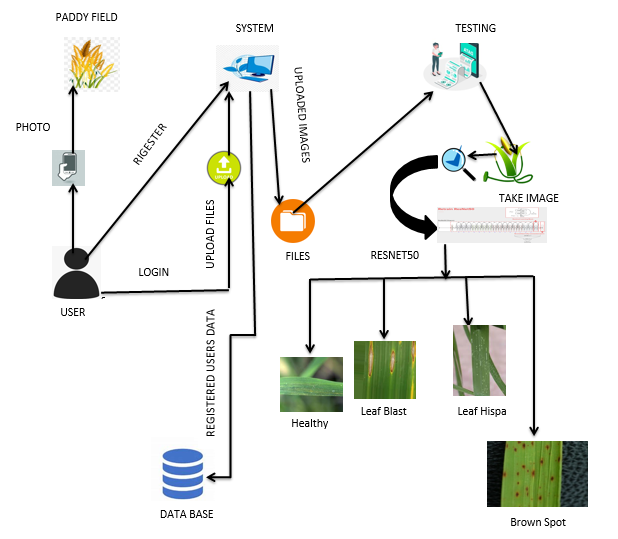 PADDY FIELD
SYSTEM
TESTING
PHOTO
RIGESTER
UPLOAD FILES
UPLOADED IMAGES
TAKE IMAGE
FILES
RESNET50
LOGIN
USER
REGISTERED USERS DATA
Healthy
Leaf Blast
Leaf Hispa
DATA BASE
Brown Spot